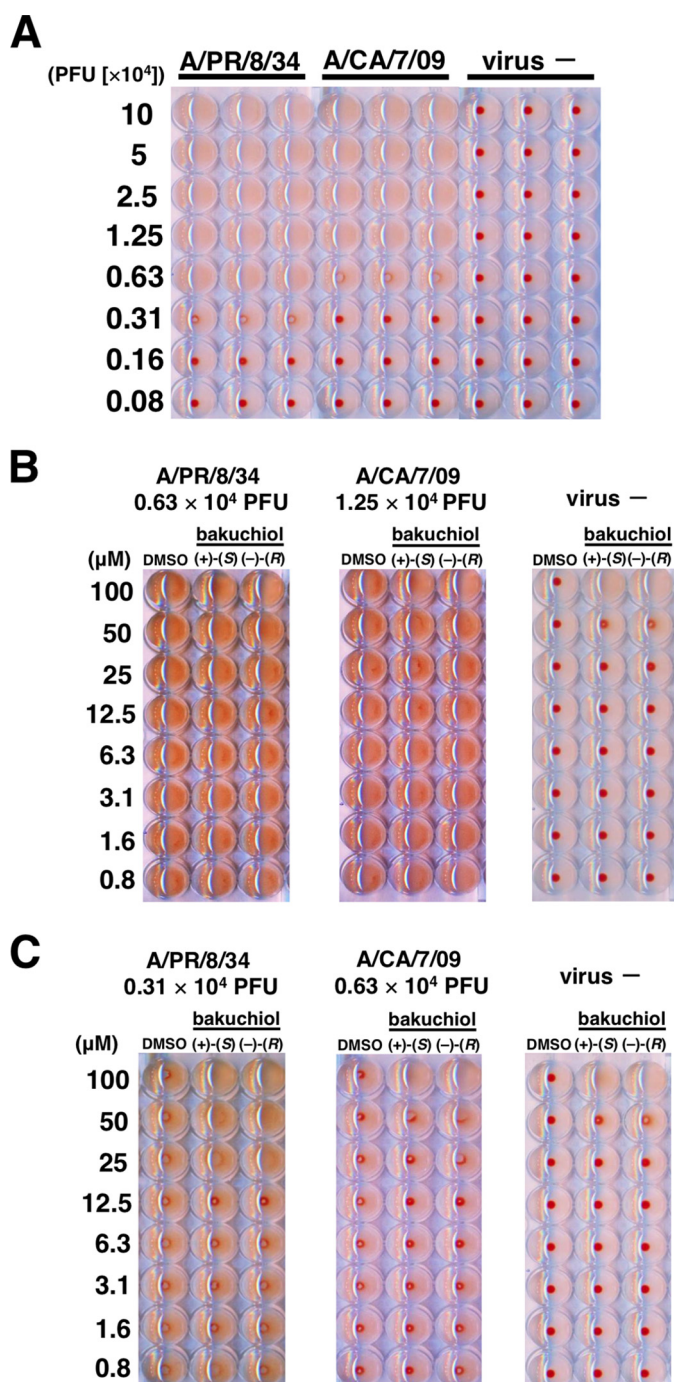 A
A/PR/8/34 A/CA/7/09 virus —
(PFU [×10⁴])
10
5
2.5
1.25
0.63
0.31
0.16
0.08
B
A/PR/8/34
0.63 × 10⁴ PFU
A/CA/7/09
1.25 × 10⁴ PFU
virus —
bakuchiol bakuchiol bakuchiol
(µM) DMSO (+)-(S) (–)-(R) DMSO (+)-(S) (–)-(R) DMSO (+)-(S) (–)-(R)
100
50
25
12.5
6.3
3.1
1.6
0.8
C
A/PR/8/34
0.31 × 10⁴ PFU
A/CA/7/09
0.63 × 10⁴ PFU
virus —
bakuchiol bakuchiol bakuchiol
(µM) DMSO (+)-(S) (–)-(R) DMSO (+)-(S) (–)-(R) DMSO (+)-(S) (–)-(R)
100
50
25
12.5
6.3
3.1
1.6
0.8